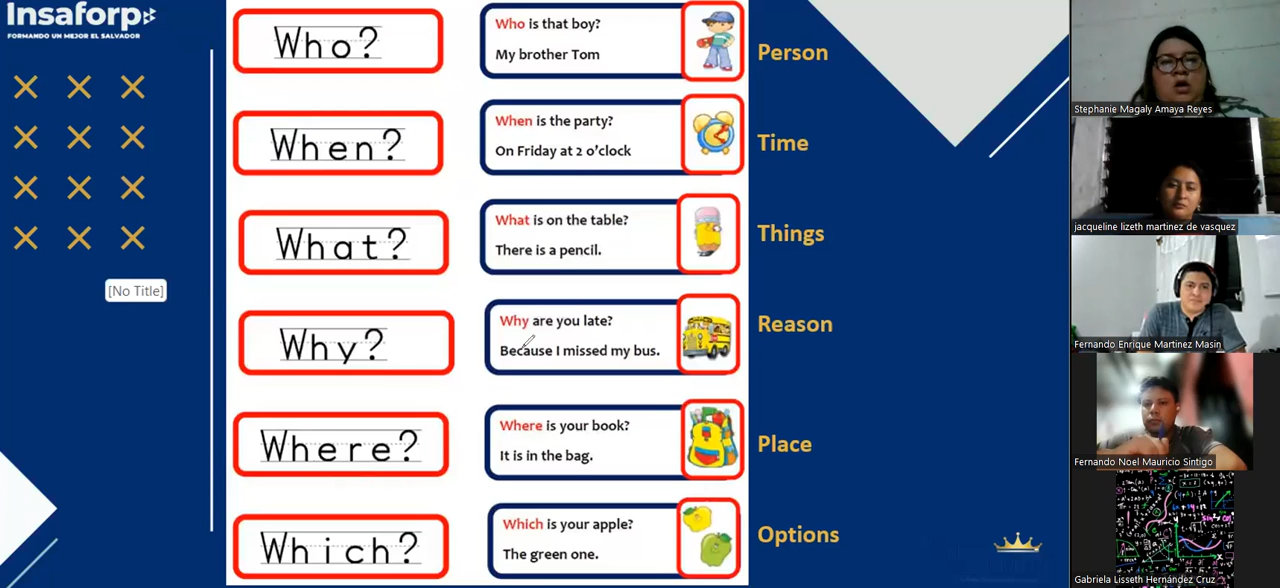 Insaforp
FORMANDO UN MEJOR EL SALVADOR
[No Title]
Who?
Who is that boy?
My brother Tom
Person
When?
When is the party?
On Friday at 2 o'clock
Time
What?
What is on the table?
There is a pencil.
Things
Why?
Why are you late?
Because I missed my bus.
Reason
Where?
Where is your book?
It is in the bag.
Place
Which?
Which is your apple?
The green one.
Options
Stephanie Magaly Amaya Reyes
jacqueline lizeth martinez de vasquez
Fernando Enrique Martinez Masin
Fernando Noel Mauricio Sintigo
Gabriela Lisseth Hernández Cruz